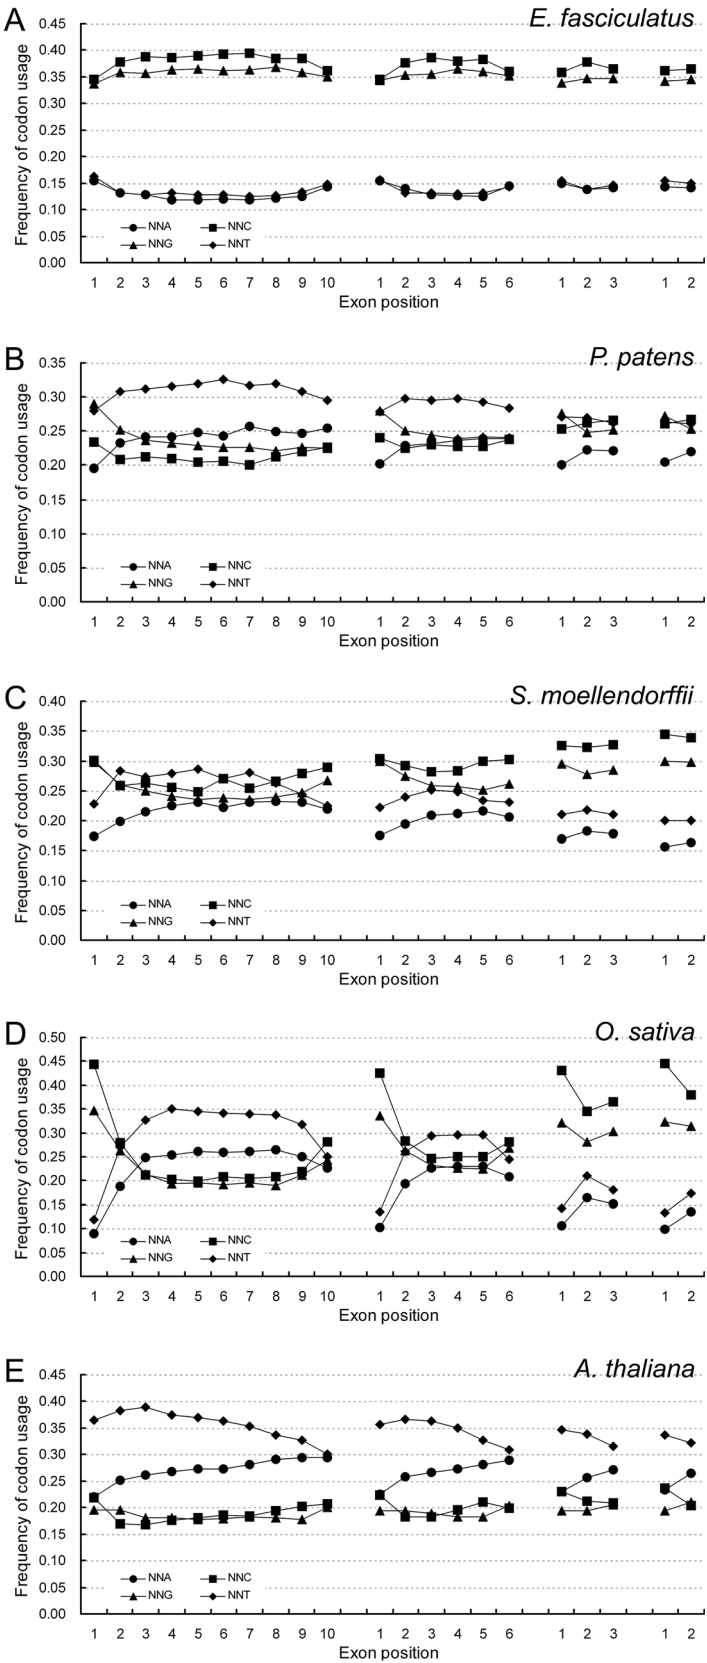 A
E. fasciculatus
Frequency of codon usage
0.45
0.40
0.35
0.30
0.25
0.20
0.15
0.10
0.05
0.00
NNA NNC
NNG NNT
1 2 3 4 5 6 7 8 9 10 1 2 3 4 5 6 1 2 3 1 2
Exon position
B
P. patens
Frequency of codon usage
0.35
0.30
0.25
0.20
0.15
0.10
0.05
0.00
NNA NNC
NNG NNT
1 2 3 4 5 6 7 8 9 10 1 2 3 4 5 6 1 2 3 1 2
Exon position
C
S. moellendorffii
Frequency of codon usage
0.40
0.35
0.30
0.25
0.20
0.15
0.10
0.05
0.00
NNA NNC
NNG NNT
1 2 3 4 5 6 7 8 9 10 1 2 3 4 5 6 1 2 3 1 2
Exon position
D
O. sativa
Frequency of codon usage
0.50
0.45
0.40
0.35
0.30
0.25
0.20
0.15
0.10
0.05
0.00
NNA NNC
NNG NNT
1 2 3 4 5 6 7 8 9 10 1 2 3 4 5 6 1 2 3 1 2
Exon position
E
A. thaliana
Frequency of codon usage
0.45
0.40
0.35
0.30
0.25
0.20
0.15
0.10
0.05
0.00
NNA NNC
NNG NNT
1 2 3 4 5 6 7 8 9 10 1 2 3 4 5 6 1 2 3 1 2
Exon position